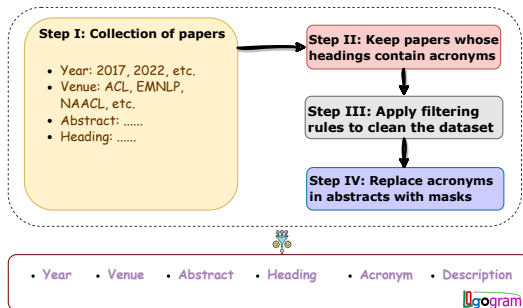 Step I: Collection of papers
• Year: 2017, 2022, etc.
• Venue: ACL, EMNLP,
NAACL, etc.
• Abstract: ......
• Heading: ......
Step II: Keep papers whose
headings contain acronyms
Step III: Apply filtering
rules to clean the dataset
Step IV: Replace acronyms
in abstracts with masks
• Year • Venue • Abstract • Heading • Acronym • Description
Logogram